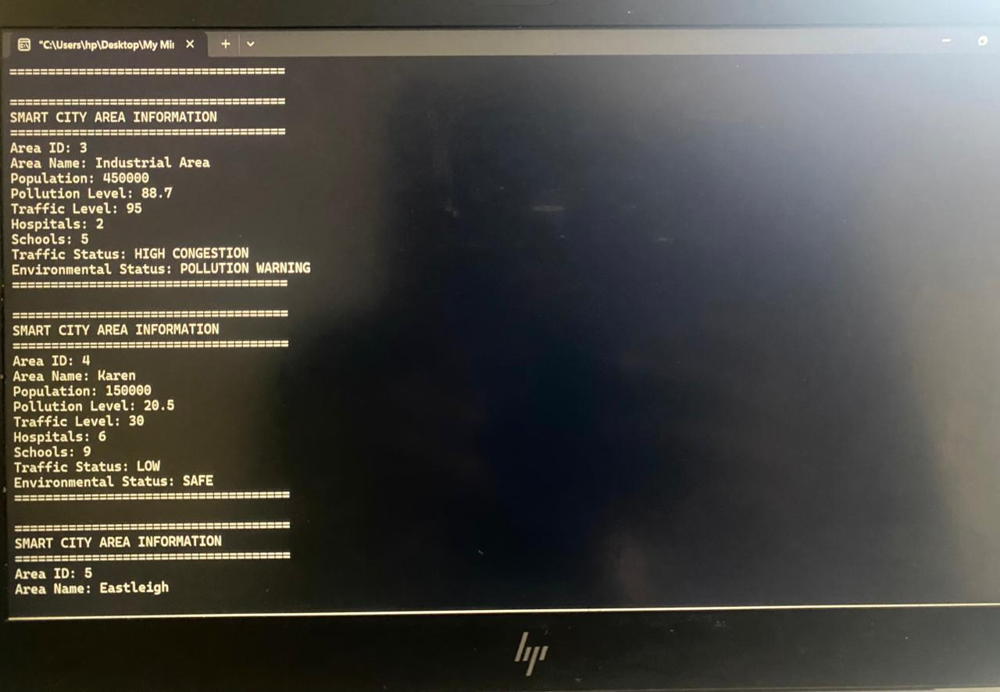 "C:\Users\hp\Desktop\My Mi
====================================
====================================
SMART CITY AREA INFORMATION
====================================
Area ID: 3
Area Name: Industrial Area
Population: 450000
Pollution Level: 88.7
Traffic Level: 95
Hospitals: 2
Schools: 5
Traffic Status: HIGH CONGESTION
Environmental Status: POLLUTION WARNING
====================================
====================================
SMART CITY AREA INFORMATION
====================================
Area ID: 4
Area Name: Karen
Population: 150000
Pollution Level: 20.5
Traffic Level: 30
Hospitals: 6
Schools: 9
Traffic Status: LOW
Environmental Status: SAFE
====================================
====================================
SMART CITY AREA INFORMATION
====================================
Area ID: 5
Area Name: Eastleigh
hp